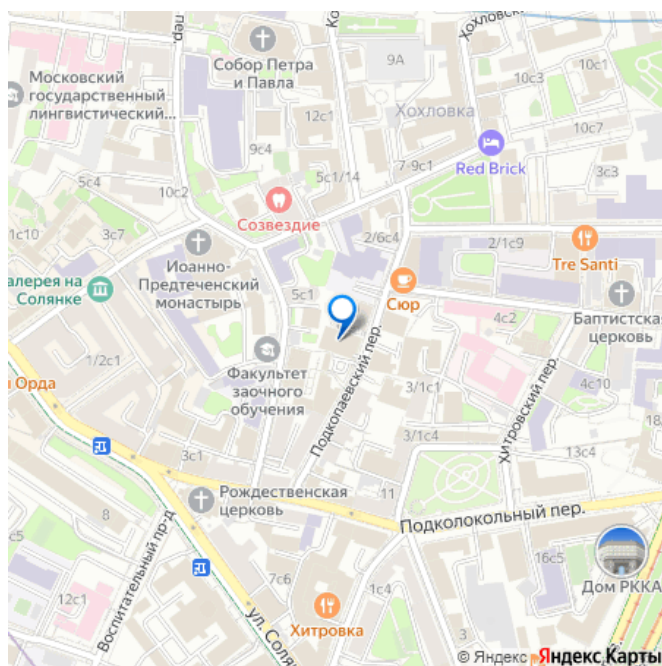 пер.
Собор Петра
и Павла
Московский
государственный
лингвистический...
12с1
9А
Хохловка
Хохловский
10с3
10с1
10с7
7-9с1
Red Brick
3с3
9с4
5с1/14
5с4
10с2
Созвездие
1с10
3с7
Иоанно-
Предтеченский
монастырь
алерея на
Солянке
2/6с4
2/1с9
Tre Santi
Сюр
5с1
4с2
Баптистская
церковь
1/2с1
Факультет
заочного
обучения
Подкопаевский пер.
3/1с1
Хитровский пер.
4с10
и Орда
3/1с4
13с4
18/
3с1
Рождественская
церковь
11
Подколокольный пер.
8
Воспитательный пр-д
16с5
Дом РККА
7с6
1с4
12с1
ул. Соля
Хитровка
© Яндекс Яндекс Карты